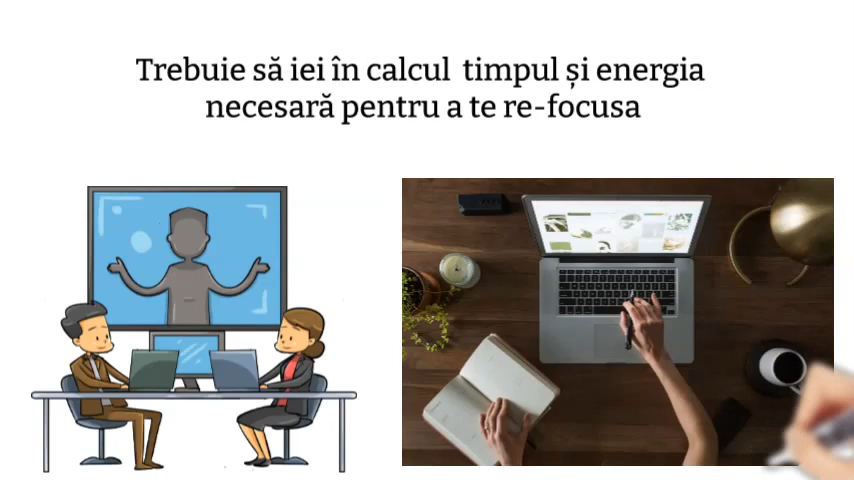 Trebuie să iei în calcul timpul și energia
necesară pentru a te re-focusa